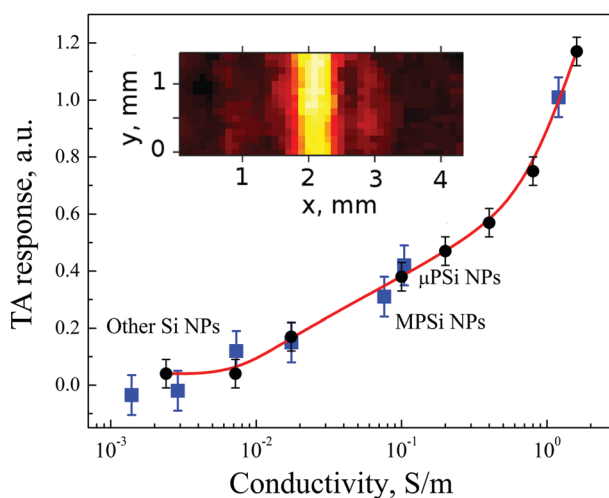 1.2
1.0
0.8
0.6
0.4
0.2
0.0
TA response, a.u.
1
0
y, mm
1 2 3 4
x, mm
μPSi NPs
MPSi NPs
Other Si NPs
10⁻³ 10⁻² 10⁻¹ 10⁰
Conductivity, S/m